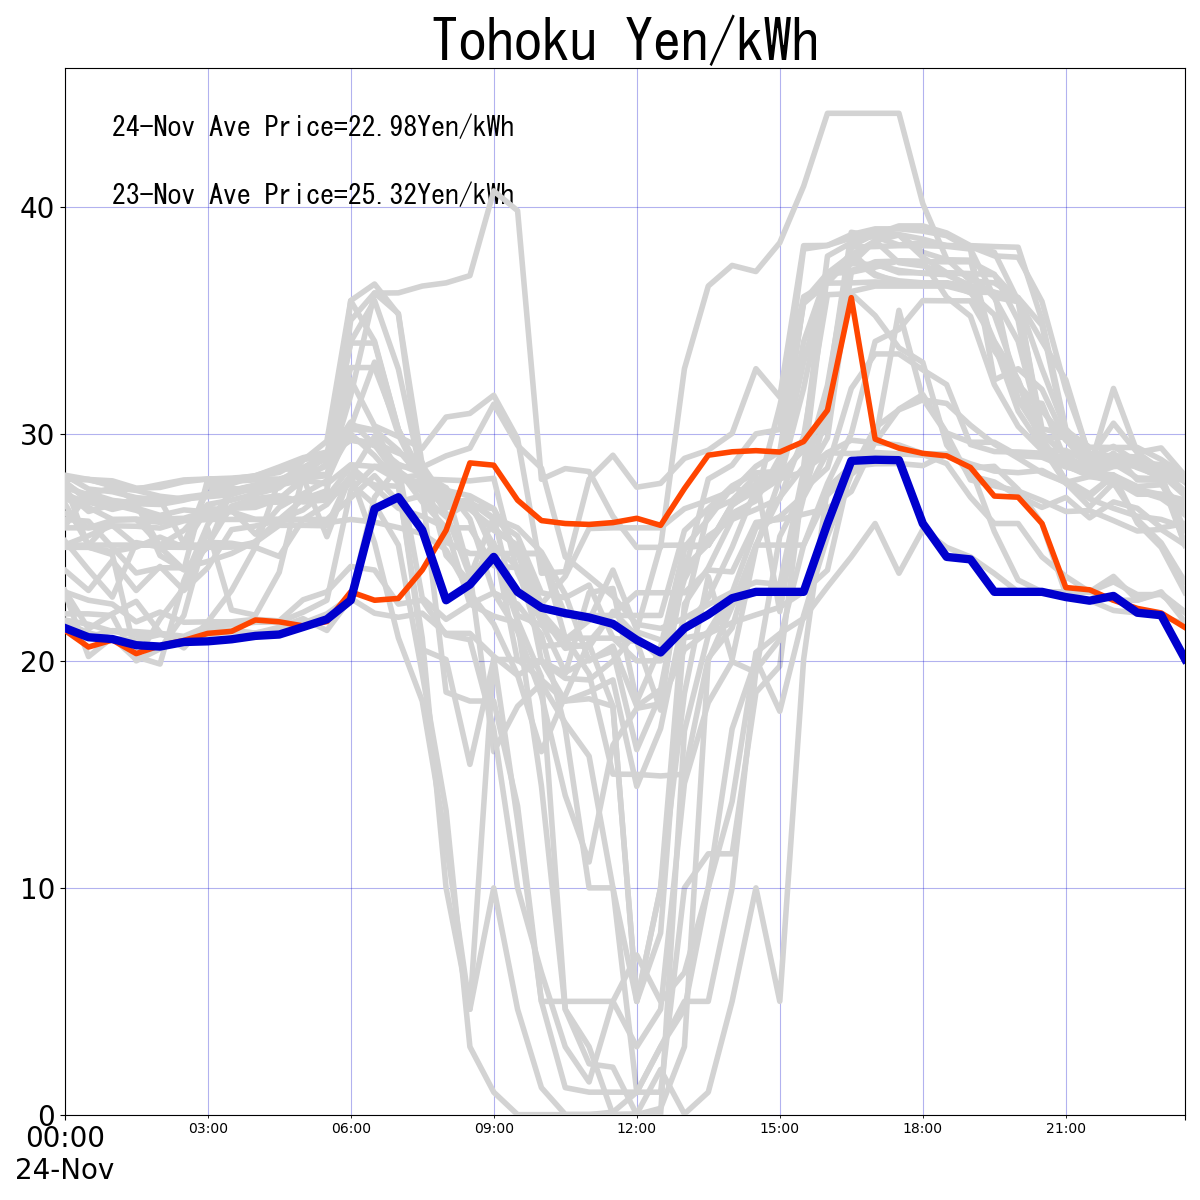 Tohoku Yen/kWh
24-Nov Ave Price=22.98Yen/kWh
23-Nov Ave Price=25.32Yen/kWh
40
30
20
10
0
00:00 03:00 06:00 09:00 12:00 15:00 18:00 21:00
24-Nov